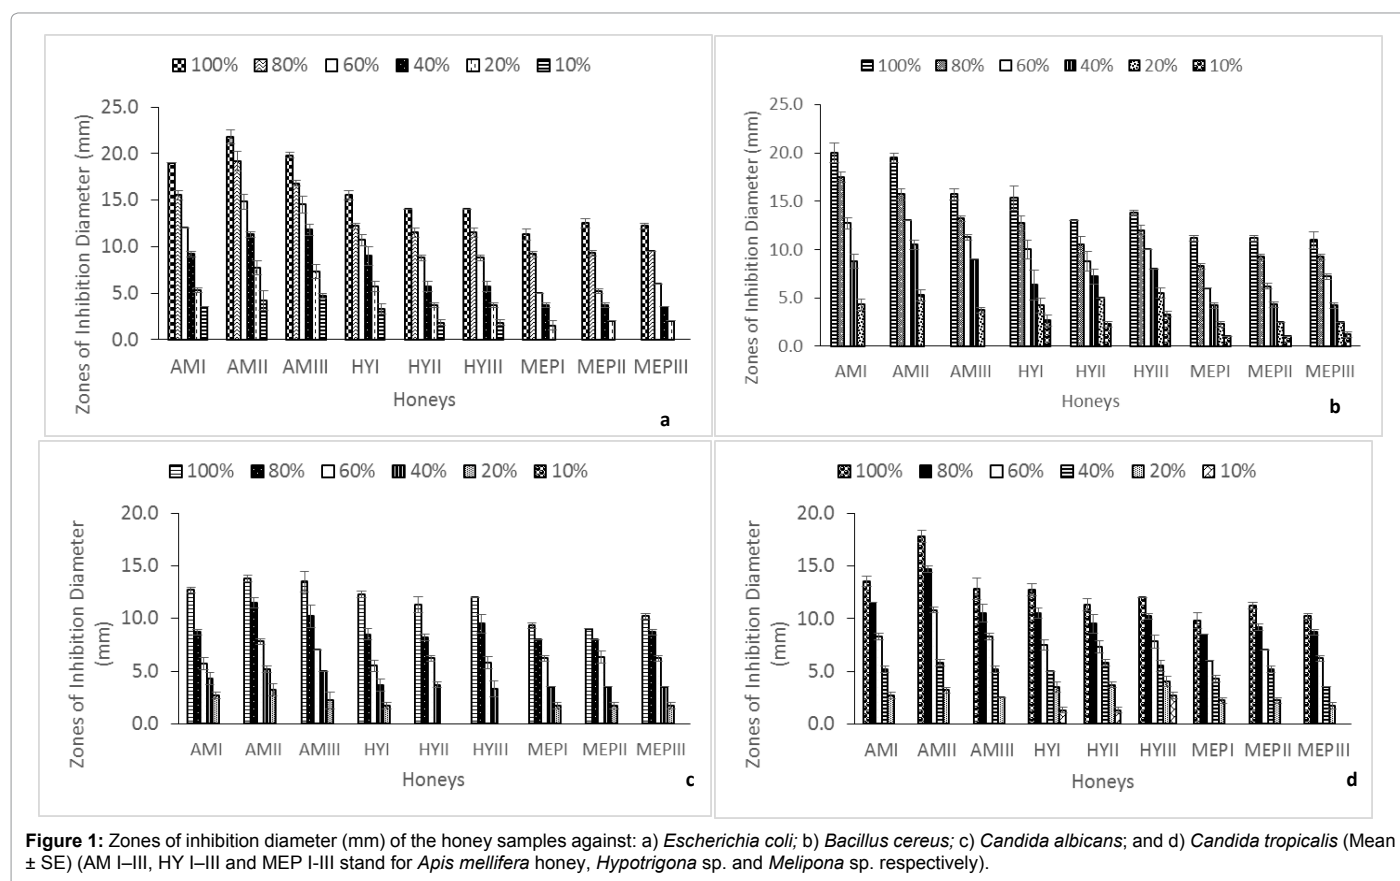 100% 80% 60% 40% 20% 10%
25.0
20.0
15.0
10.0
5.0
0.0
Zones of Inhibition Diameter (mm)
AMI AMII AMIII HYI HYII HYIII MEPI MEPII MEPIII
Honeys
a
100% 80% 60% 40% 20% 10%
25.0
20.0
15.0
10.0
5.0
0.0
Zones of Inhibition Diameter (mm)
AMI AMII AMIII HYI HYII HYIII MEPI MEPII MEPIII
Honeys
b
100% 80% 60% 40% 20% 10%
20.0
15.0
10.0
5.0
0.0
Zones of Inhibition Diameter
(mm)
AMI AMII AMIII HYI HYII HYIII MEPI MEPII MEPIII
Honeys
c
100% 80% 60% 40% 20% 10%
20.0
15.0
10.0
5.0
0.0
Zones of Inhibition Diameter
(mm)
AMI AMII AMIII HYI HYII HYIII MEPI MEPII MEPIII
Honeys
d
Figure 1: Zones of inhibition diameter (mm) of the honey samples against: a) Escherichia coli; b) Bacillus cereus; c) Candida albicans; and d) Candida tropicalis (Mean
± SE) (AM I–III, HY I–III and MEP I-III stand for Apis mellifera honey, Hypotrigona sp. and Melipona sp. respectively).